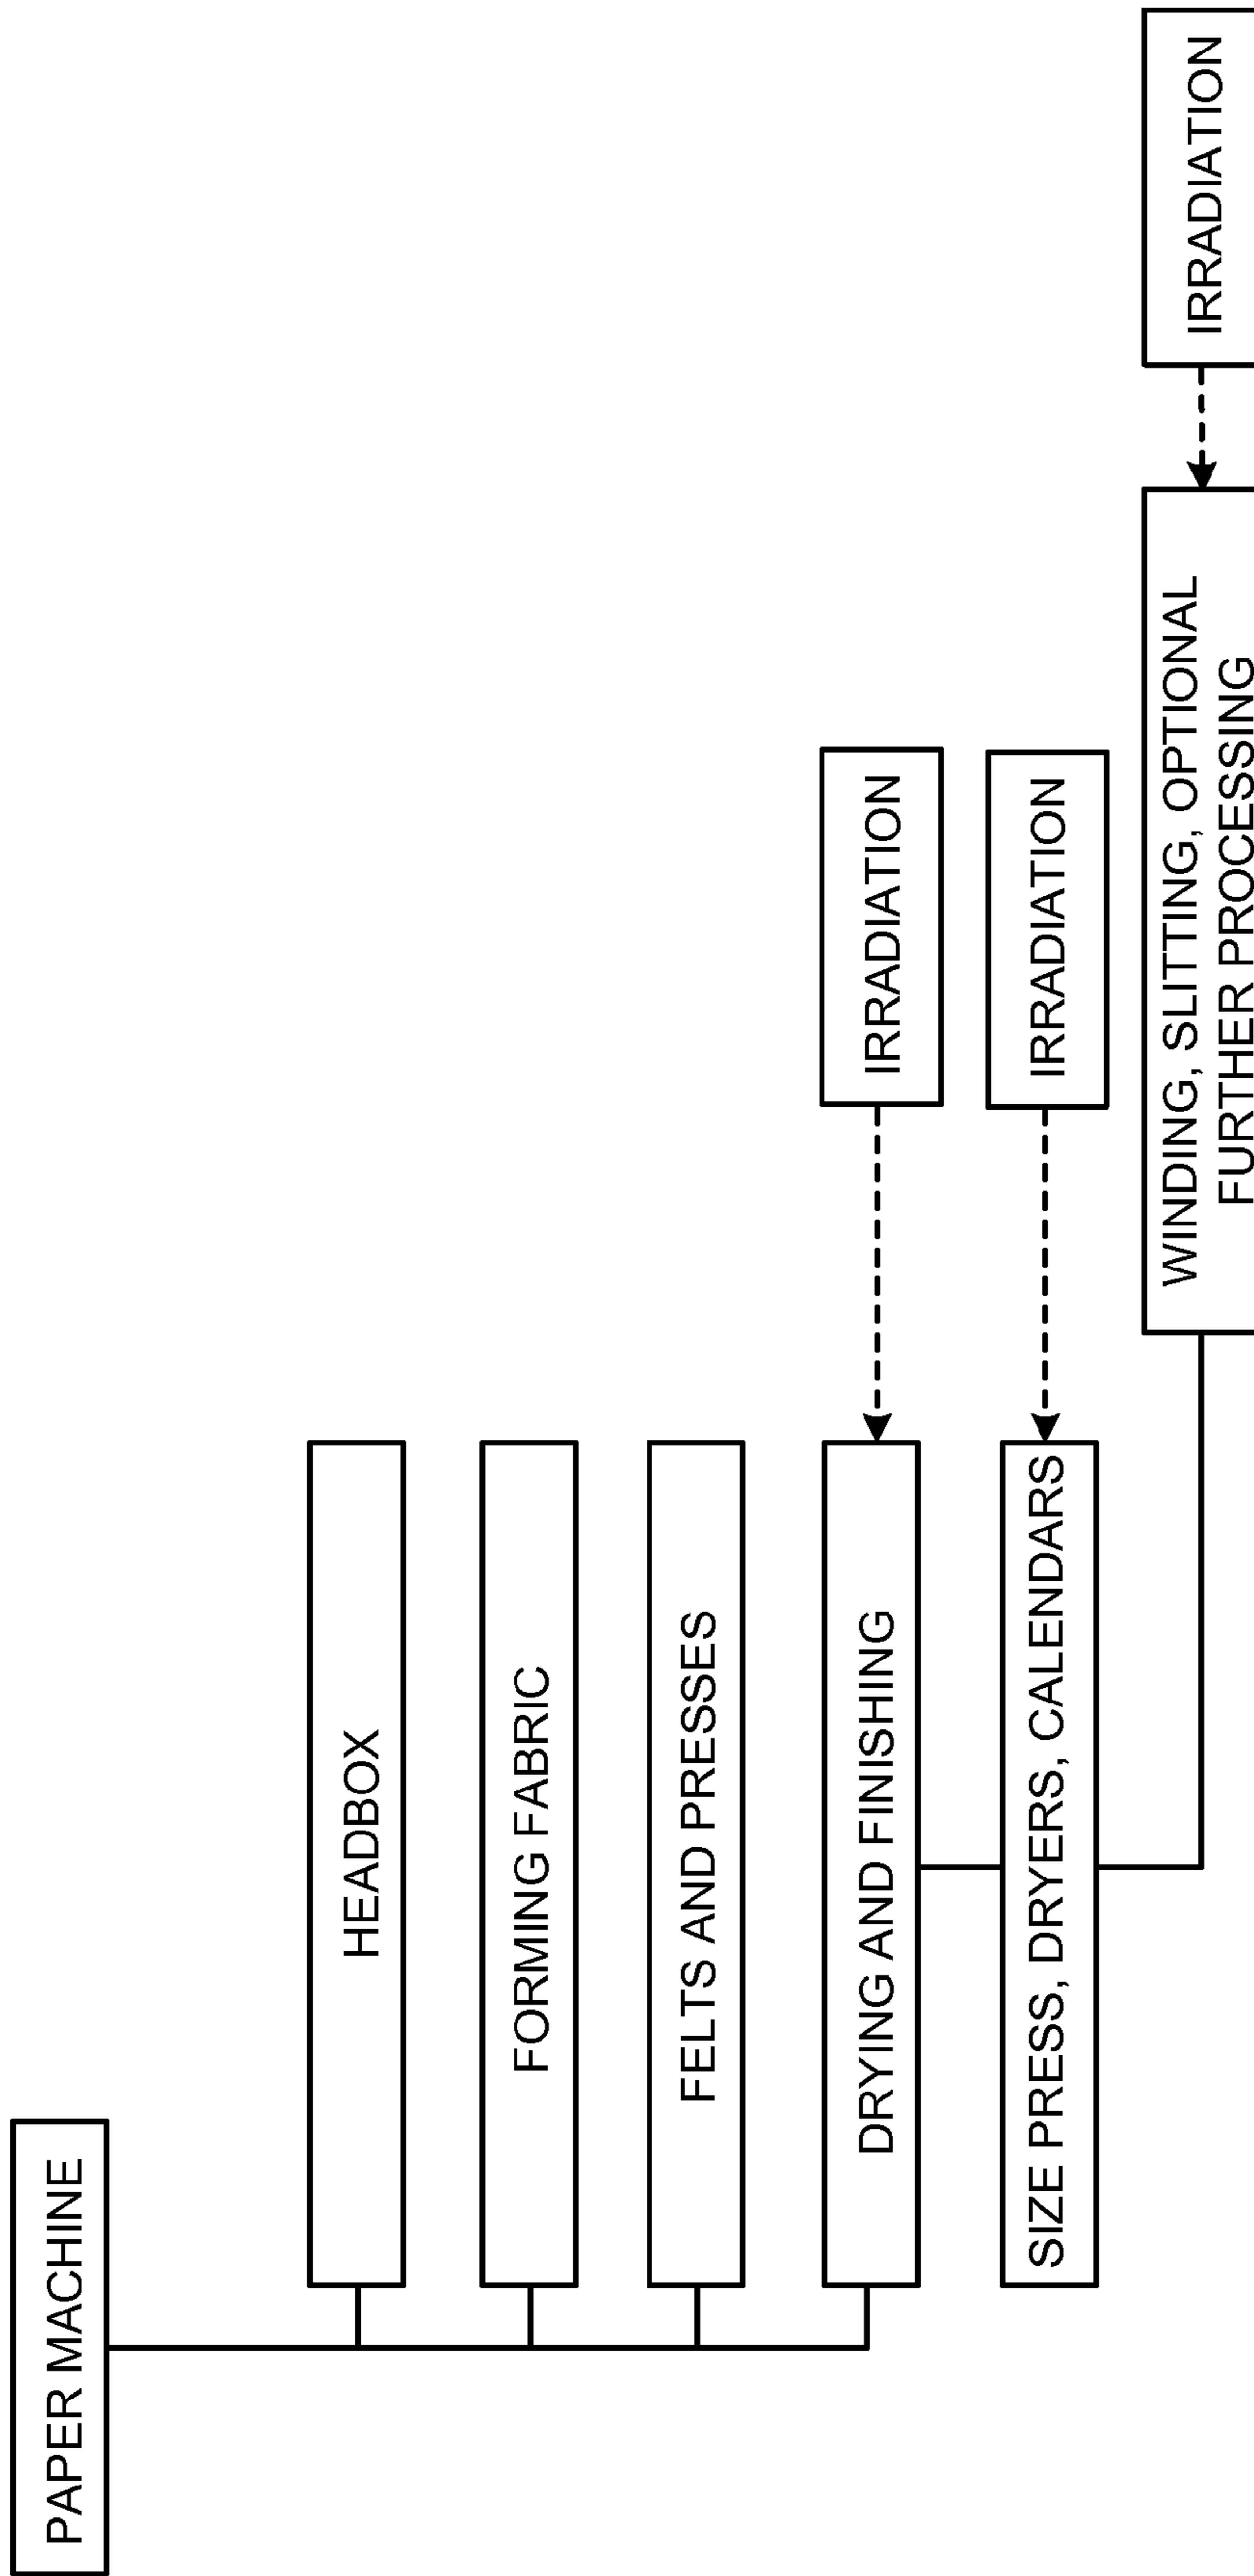 PAPER MACHINE
HEADBOX
FORMING FABRIC
FELTS AND PRESSES
DRYING AND FINISHING
IRRADIATION
SIZE PRESS, DRYERS, CALENDARS
IRRADIATION
WINDING, SLITTING, OPTIONAL
FURTHER PROCESSING
IRRADIATION